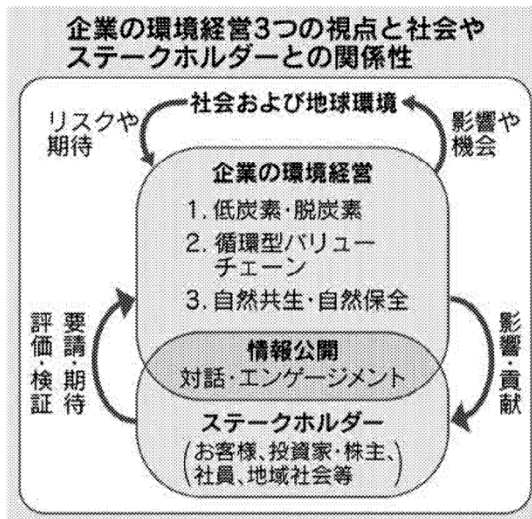 企業の環境経営3つの視点と社会や
ステークホルダーとの関係性
社会および地球環境
リスクや
期待
影響や
機会
企業の環境経営
1. 低炭素・脱炭素
2. 循環型バリュー
チェーン
3. 自然共生・自然保全
要請・期待
評価・検証
影響・貢献
情報公開
対話・エンゲージメント
ステークホルダー
(お客様、投資家・株主、
社員、地域社会等)